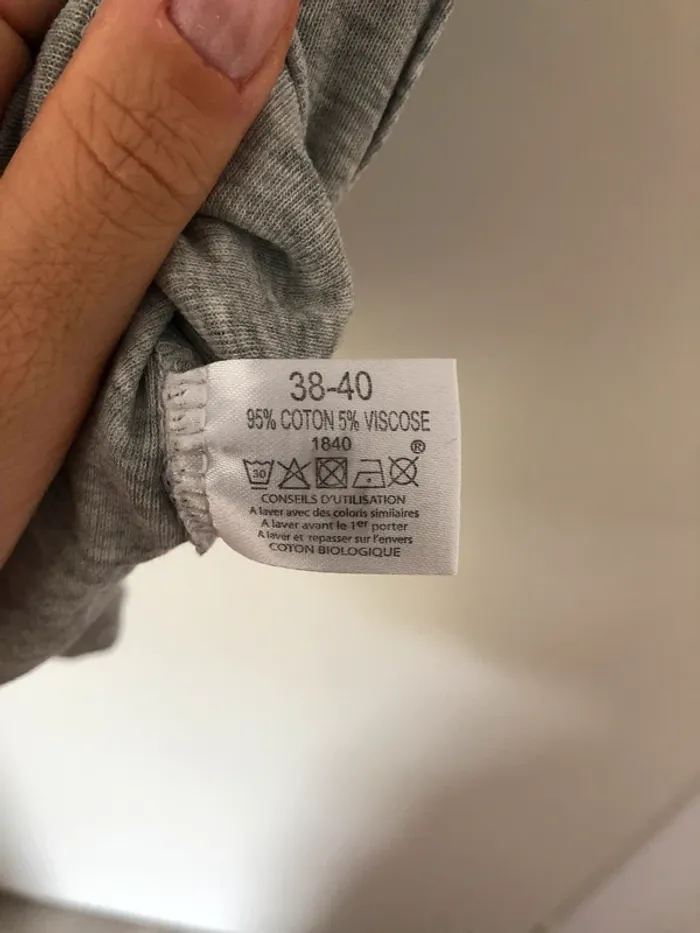 38-40
95% COTON 5% VISCOSE
1840
®
30
CONSEILS D'UTILISATION
A laver avec des coloris similaires
A laver avant le 1er porter
A laver et repasser sur l'envers
COTON BIOLOGIQUE